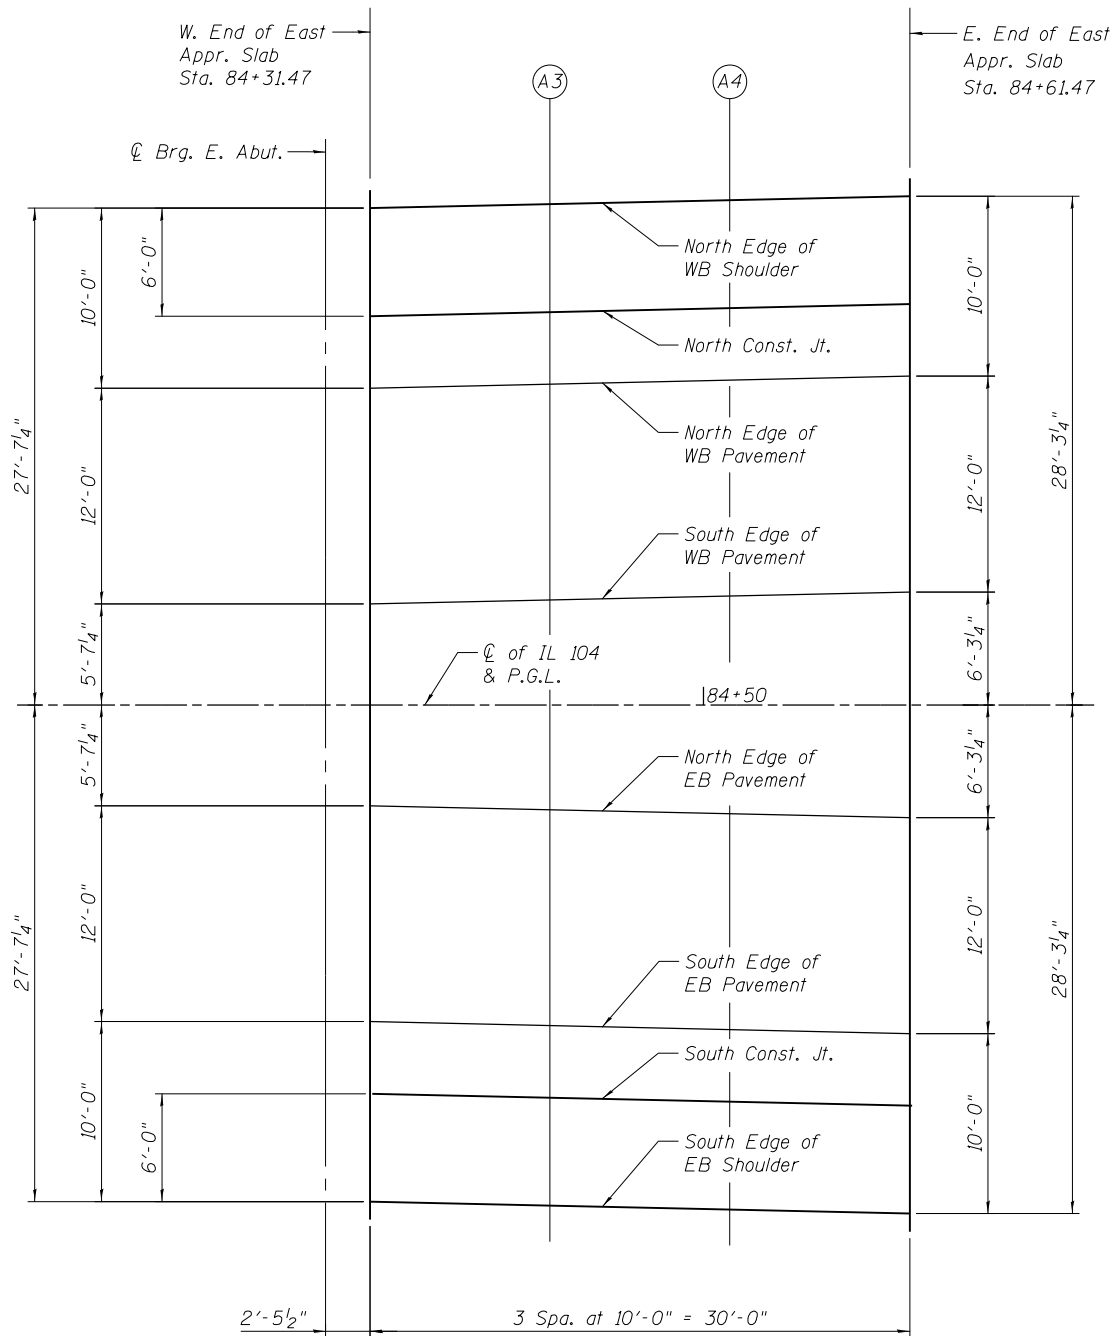 W. End of East
Appr. Slab
Sta. 84+31.47
E. End of East
Appr. Slab
Sta. 84+61.47
A3
A4
℄ Brg. E. Abut.
North Edge of
WB Shoulder
North Const. Jt.
North Edge of
WB Pavement
South Edge of
WB Pavement
℄ of IL 104
& P.G.L.
84+50
North Edge of
EB Pavement
South Edge of
EB Pavement
South Const. Jt.
South Edge of
EB Shoulder
27'-7¼"
27'-7¼"
10'-0"
12'-0"
5'-7¼"
5'-7¼"
12'-0"
10'-0"
6'-0"
6'-0"
10'-0"
12'-0"
6'-3¼"
6'-3¼"
12'-0"
10'-0"
28'-3¼"
28'-3¼"
2'-5½"
3 Spa. at 10'-0" = 30'-0"